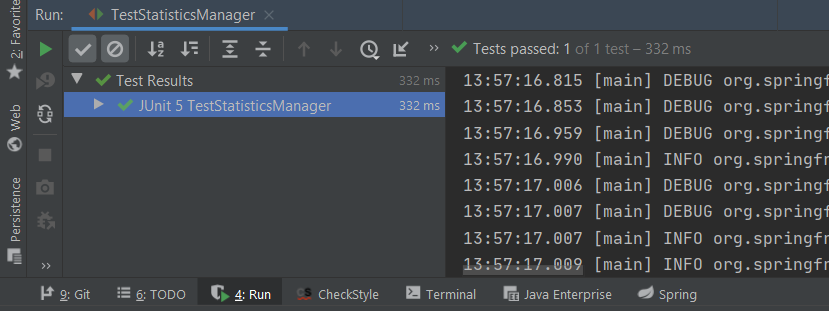 Run: TestStatisticsManager
Tests passed: 1 of 1 test – 332 ms
Test Results 332 ms
JUnit 5 TestStatisticsManager 332 ms
13:57:16.815 [main] DEBUG org.springf
13:57:16.853 [main] DEBUG org.springf
13:57:16.959 [main] DEBUG org.springf
13:57:16.990 [main] INFO org.springfr
13:57:17.006 [main] DEBUG org.springf
13:57:17.007 [main] DEBUG org.springf
13:57:17.007 [main] INFO org.springfr
13:57:17.009 [main] INFO org.springfr
2: Favorite
Web
Persistence
9: Git
6: TODO
4: Run
CheckStyle
Terminal
Java Enterprise
Spring